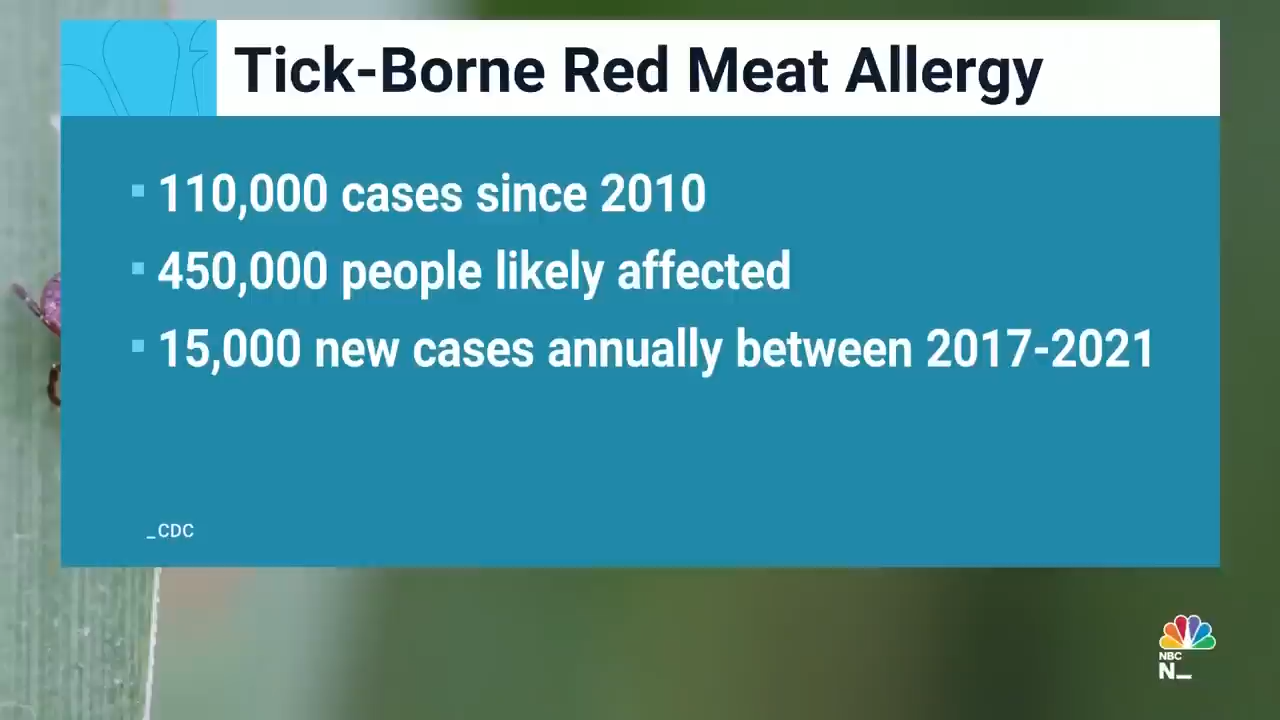 Tick-Borne Red Meat Allergy
110,000 cases since 2010
450,000 people likely affected
15,000 new cases annually between 2017-2021
_CDC
NBC
N_